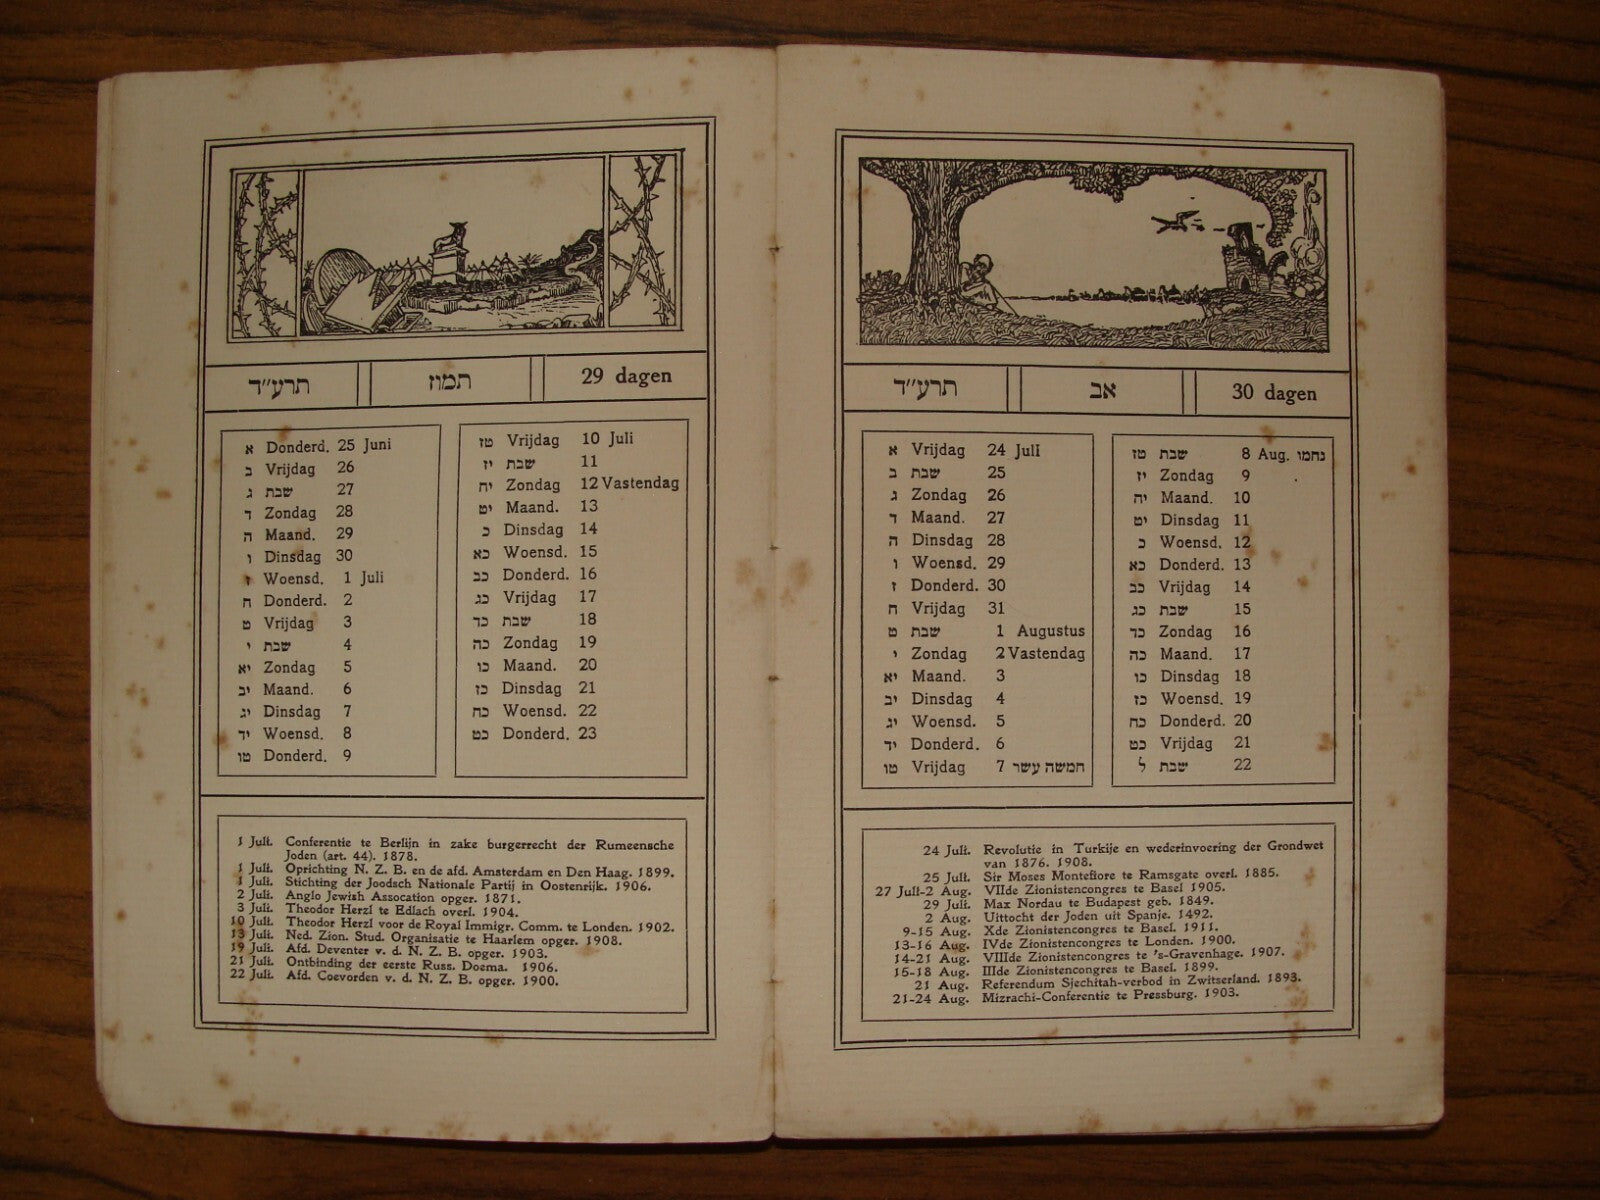 תרע״ד תמוז 29 dagen
א Donderd. 25 Juni
ב Vrijdag 26
ג שבת 27
ד Zondag 28
ה Maand. 29
ו Dinsdag 30
ז Woensd. 1 Juli
ח Donderd. 2
ט Vrijdag 3
י שבת 4
יא Zondag 5
יב Maand. 6
יג Dinsdag 7
יד Woensd. 8
טו Donderd. 9
טז Vrijdag 10 Juli
יז שבת 11
יח Zondag 12 Vastendag
יט Maand. 13
כ Dinsdag 14
כא Woensd. 15
כב Donderd. 16
כג Vrijdag 17
כד שבת 18
כה Zondag 19
כו Maand. 20
כז Dinsdag 21
כח Woensd. 22
כט Donderd. 23
1 Juli. Conferentie te Berlijn in zake burgerrecht der Rumeensche
Joden (art. 44). 1878.
1 Juli. Oprichting N. Z. B. en de afd. Amsterdam en Den Haag. 1899.
1 Juli. Stichting der Joodsch Nationale Partij in Oostenrijk. 1906.
2 Juli. Anglo Jewish Assocation opger. 1871.
3 Juli. Theodor Herzl te Edlach overl. 1904.
10 Juli. Theodor Herzl voor de Royal Immigr. Comm. te Londen. 1902.
13 Juli. Ned. Zion. Stud. Organisatie te Haarlem opger. 1908.
19 Juli. Afd. Deventer v. d. N. Z. B. opger. 1903.
21 Juli. Ontbinding der eerste Russ. Doema. 1906.
22 Juli. Afd. Coevorden v. d. N. Z. B. opger. 1900.
תרע״ד אב 30 dagen
א Vrijdag 24 Juli
ב שבת 25
ג Zondag 26
ד Maand. 27
ה Dinsdag 28
ו Woensd. 29
ז Donderd. 30
ח Vrijdag 31
ט שבת 1 Augustus
י Zondag 2 Vastendag
יא Maand. 3
יב Dinsdag 4
יג Woensd. 5
יד Donderd. 6
טו Vrijdag 7 חמשה עשר
טז שבת 8 Aug. נחמו
יז Zondag 9
יח Maand. 10
יט Dinsdag 11
כ Woensd. 12
כא Donderd. 13
כב Vrijdag 14
כג שבת 15
כד Zondag 16
כה Maand. 17
כו Dinsdag 18
כז Woensd. 19
כח Donderd. 20
כט Vrijdag 21
ל שבת 22
24 Juli. Revolutie in Turkije en wederinvoering der Grondwet
van 1876. 1908.
25 Juli. Sir Moses Montefiore te Ramsgate overl. 1885.
27 Juli-2 Aug. VIIde Zionistencongres te Basel 1905.
29 Juli. Max Nordau te Budapest geb. 1849.
2 Aug. Uittocht der Joden uit Spanje. 1492.
9-15 Aug. Xde Zionistencongres te Basel. 1911.
13-16 Aug. IVde Zionistencongres te Londen. 1900.
14-21 Aug. VIIIde Zionistencongres te 's-Gravenhage. 1907.
15-18 Aug. IIIde Zionistencongres te Basel. 1899.
21 Aug. Referendum Sjechitah-verbod in Zwitserland. 1893.
21-24 Aug. Mizrachi-Conferentie te Pressburg. 1903.